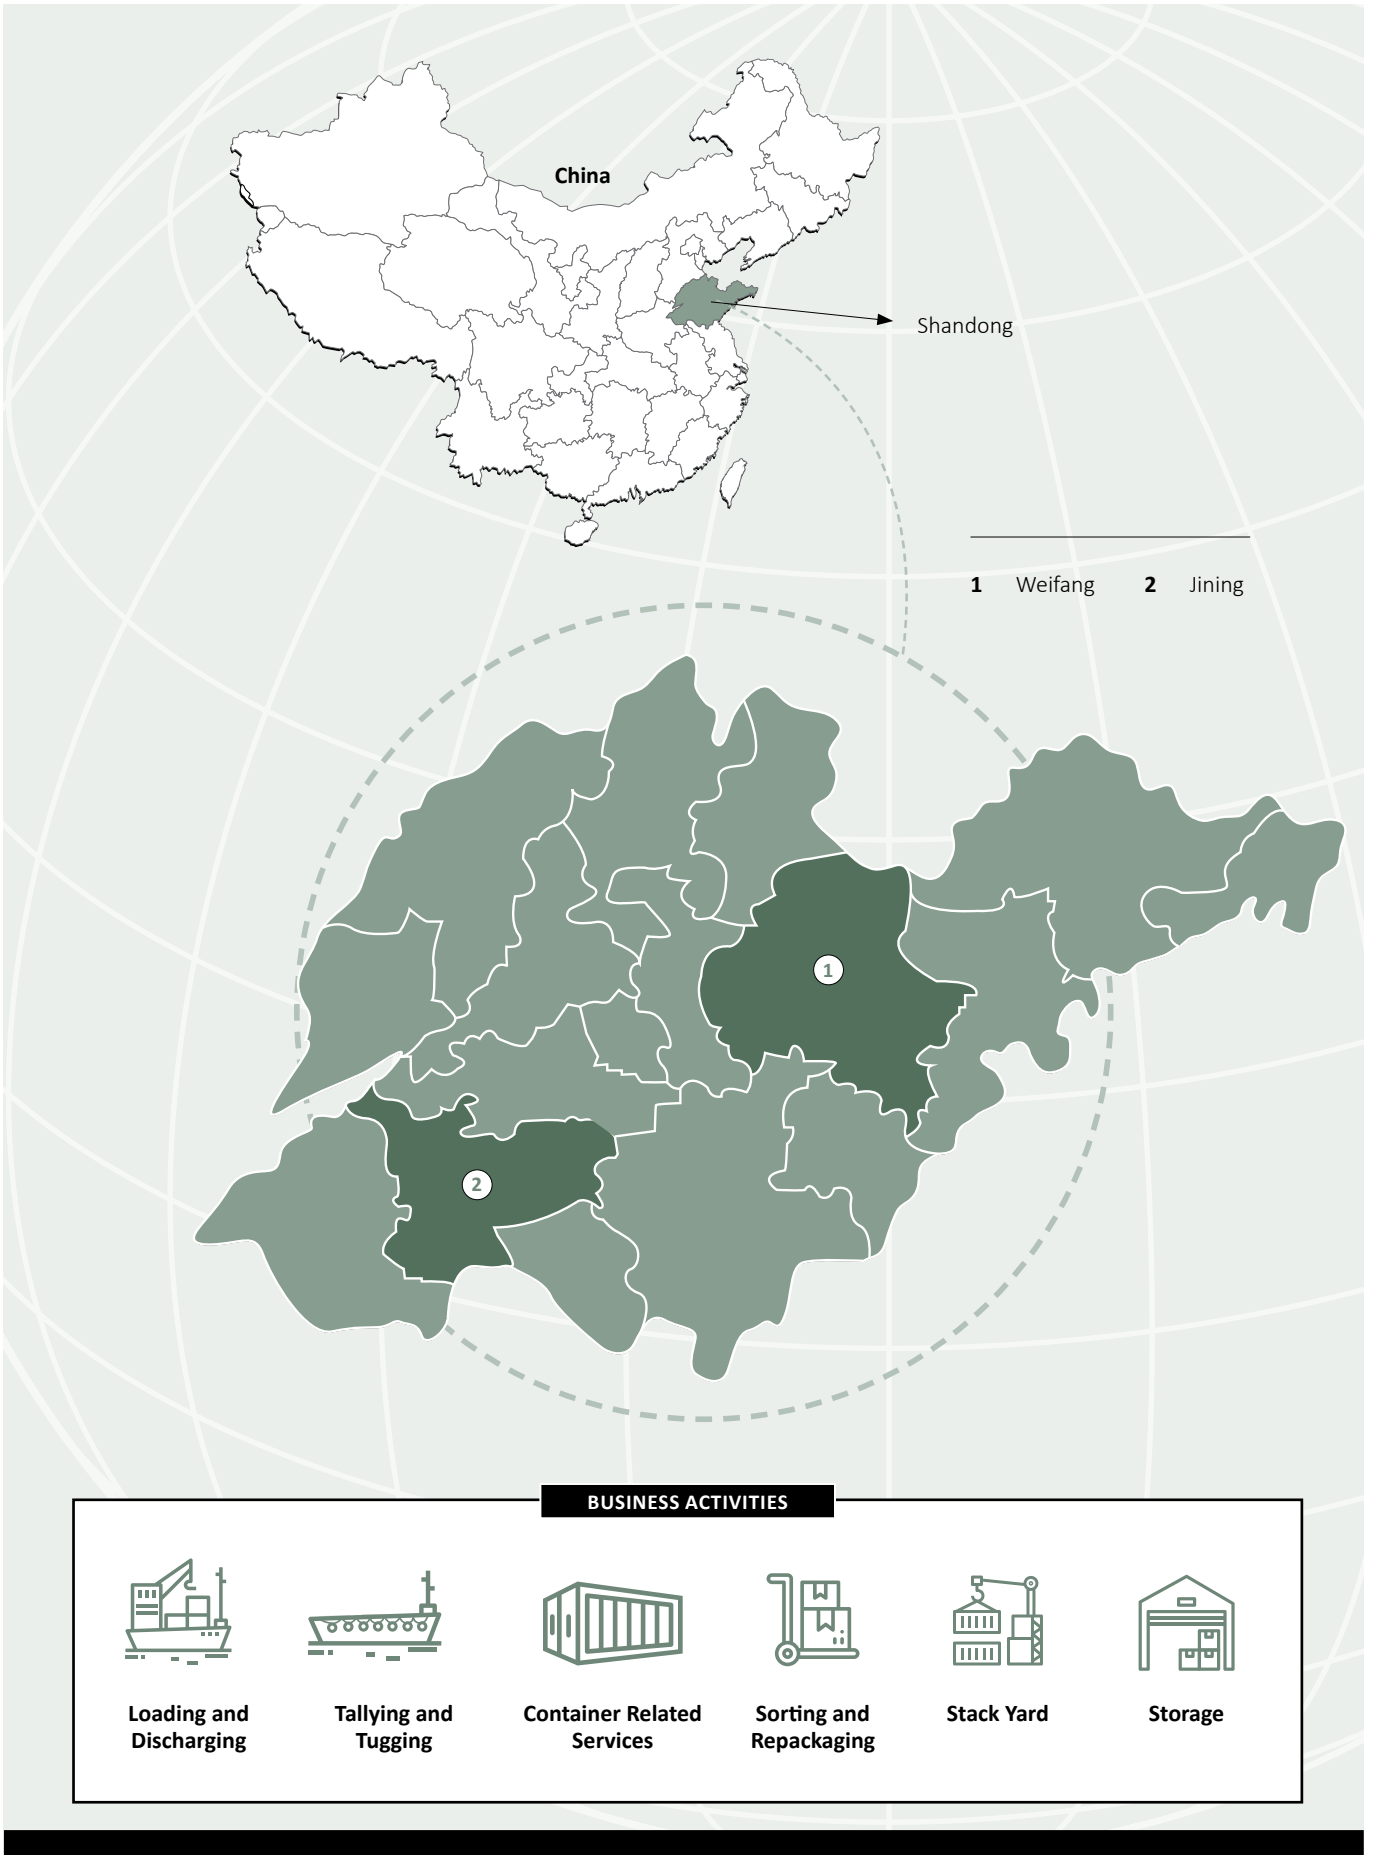 China
Shandong
1 Weifang 2 Jining
1
2
BUSINESS ACTIVITIES
Loading and
Discharging
Tallying and
Tugging
Container Related
Services
Sorting and
Repackaging
Stack Yard
Storage